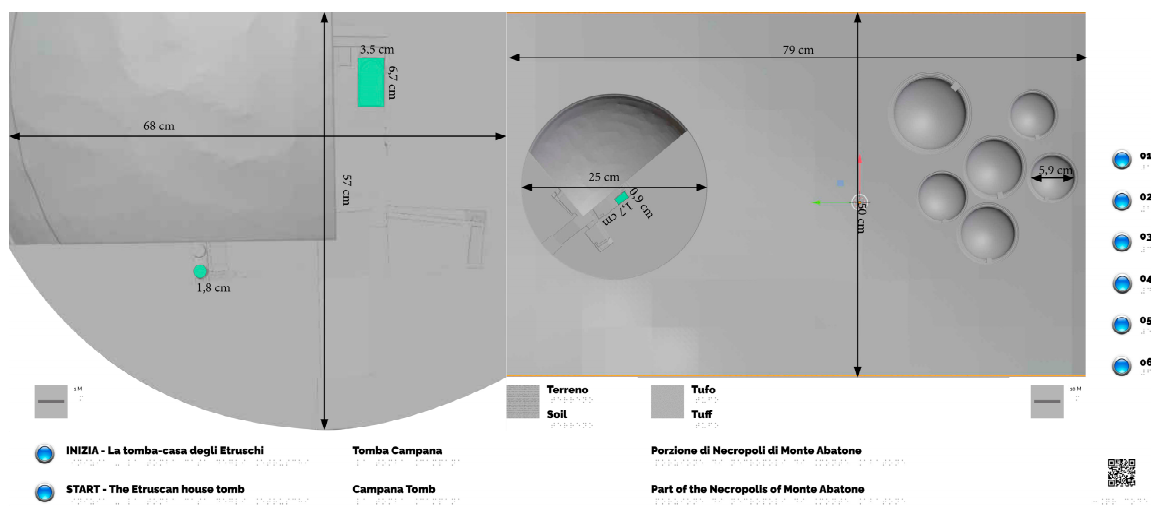 3,5 cm
6,7 cm
68 cm
57 cm
1,8 cm
79 cm
25 cm
0,9 cm
1,7 cm
50 cm
5,9 cm
01
02
03
04
05
06
Terreno
Soil
Tufo
Tuff
INIZIA - La tomba-casa degli Etruschi
START - The Etruscan house tomb
Tomba Campana
Campana Tomb
Porzione di Necropoli di Monte Abatone
Part of the Necropolis of Monte Abatone